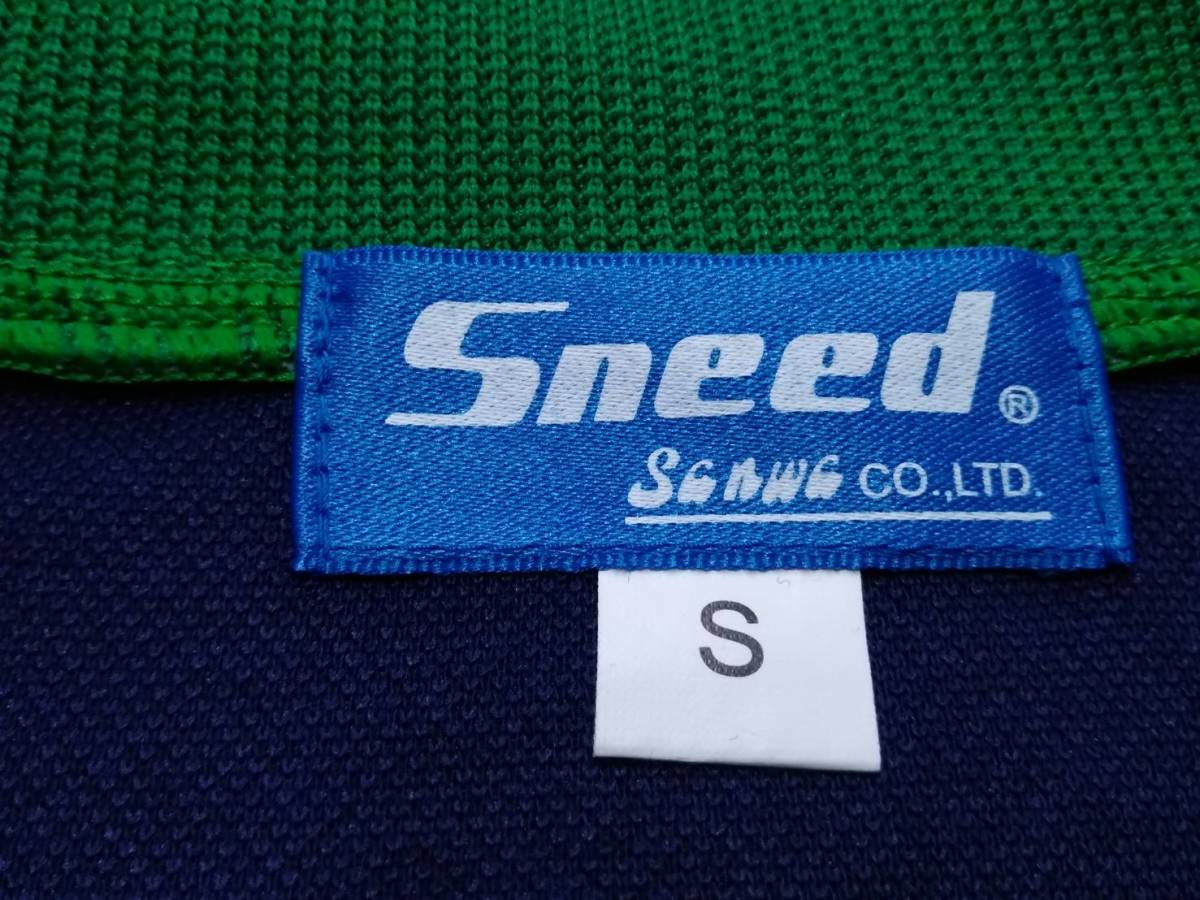 Sneed ®
Sanwa CO.,LTD.
S